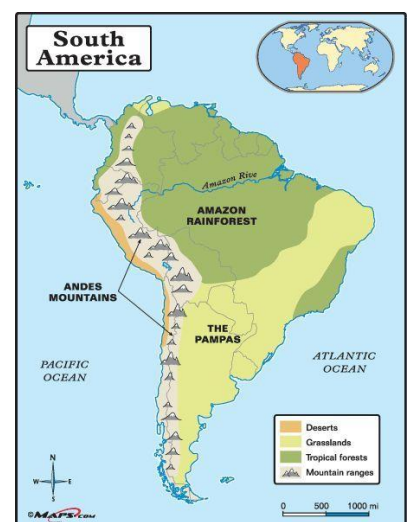 South
America
Amazon Rive
AMAZON
RAINFOREST
ANDES
MOUNTAINS
THE
PAMPAS
PACIFIC
OCEAN
ATLANTIC
OCEAN
Deserts
Grasslands
Tropical forests
Mountain ranges
N
W
E
S
0 500 1000 mi
©MAPS.COM